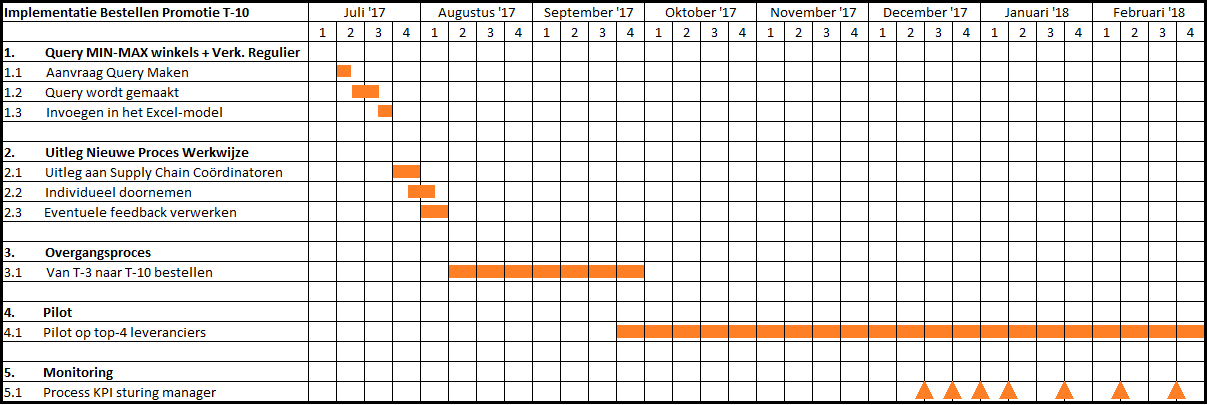 Implementatie Bestellen Promotie T-10 Juli '17 Augustus '17 September '17 Oktober '17 November '17 December '17 Januari '18 Februari '18
1 2 3 4 1 2 3 4 1 2 3 4 1 2 3 4 1 2 3 4 1 2 3 4 1 2 3 4 1 2 3 4
1. Query MIN-MAX winkels + Verk. Regulier
1.1 Aanvraag Query Maken
1.2 Query wordt gemaakt
1.3 Invoegen in het Excel-model
2. Uitleg Nieuwe Proces Werkwijze
2.1 Uitleg aan Supply Chain Coördinatoren
2.2 Individueel doornemen
2.3 Eventuele feedback verwerken
3. Overgangsproces
3.1 Van T-3 naar T-10 bestellen
4. Pilot
4.1 Pilot op top-4 leveranciers
5. Monitoring
5.1 Process KPI sturing manager